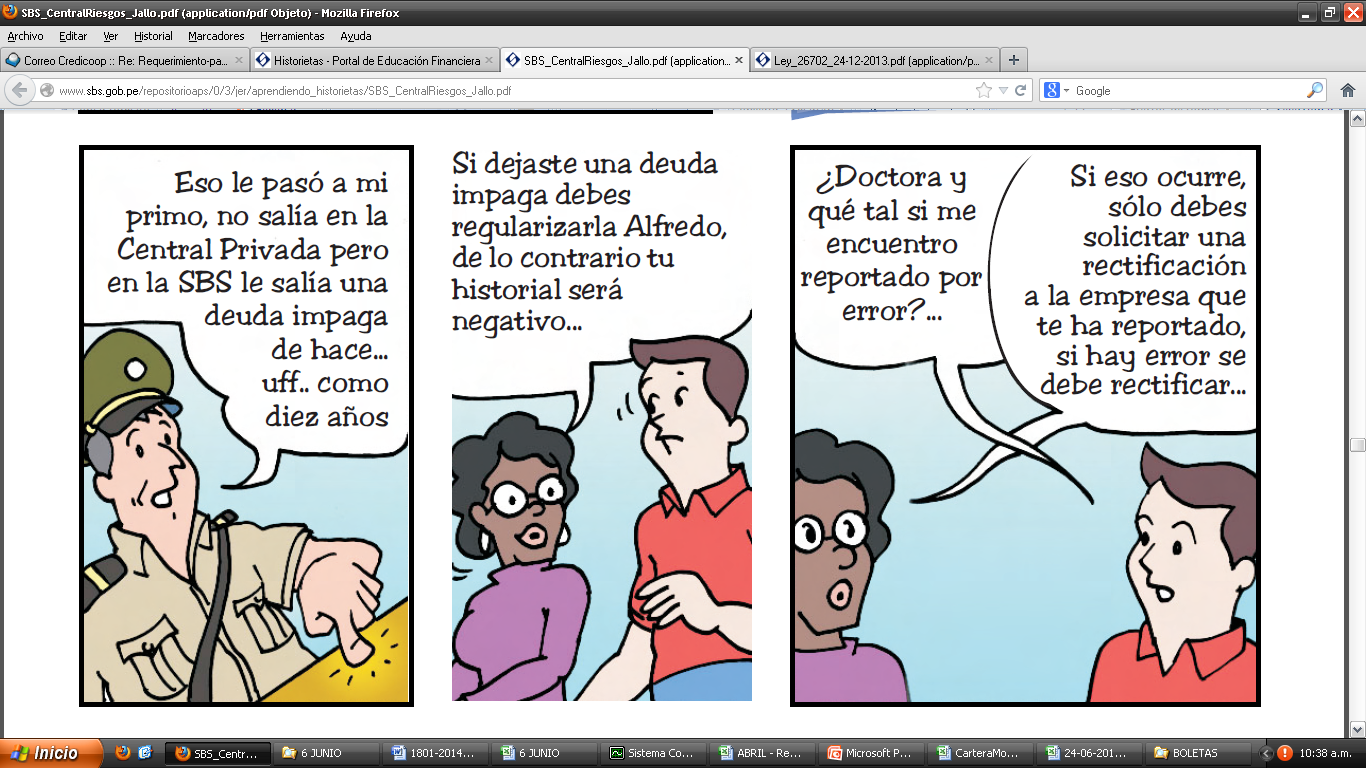 SBS_CentralRiesgos_Jallo.pdf (application/pdf Objeto) - Mozilla Firefox
Archivo Editar Ver Historial Marcadores Herramientas Ayuda
Correo Credicoop :: Re: Requerimiento-pa...
Historietas - Portal de Educación Financiera
SBS_CentralRiesgos_Jallo.pdf (application...
Ley_26702_24-12-2013.pdf (application/p...
www.sbs.gob.pe/repositorioaps/0/3/jer/aprendiendo_historietas/SBS_CentralRiesgos_Jallo.pdf
Google
Eso le pasó a mi
primo, no salía en la
Central Privada pero
en la SBS le salía una
deuda impaga
de hace...
uff.. como
diez años
Si dejaste una deuda
impaga debes
regularizarla Alfredo,
de lo contrario tu
historial será
negativo...
¿Doctora y
qué tal si me
encuentro
reportado por
error?...
Si eso ocurre,
sólo debes
solicitar una
rectificación
a la empresa que
te ha reportado,
si hay error se
debe rectificar...
Inicio
SBS_Centr...
6 JUNIO
1801-2014...
6 JUNIO
Sistema Co...
ABRIL - Re...
Microsoft P...
CarteraMo...
24-06-201...
BOLETAS
10:38 a.m.